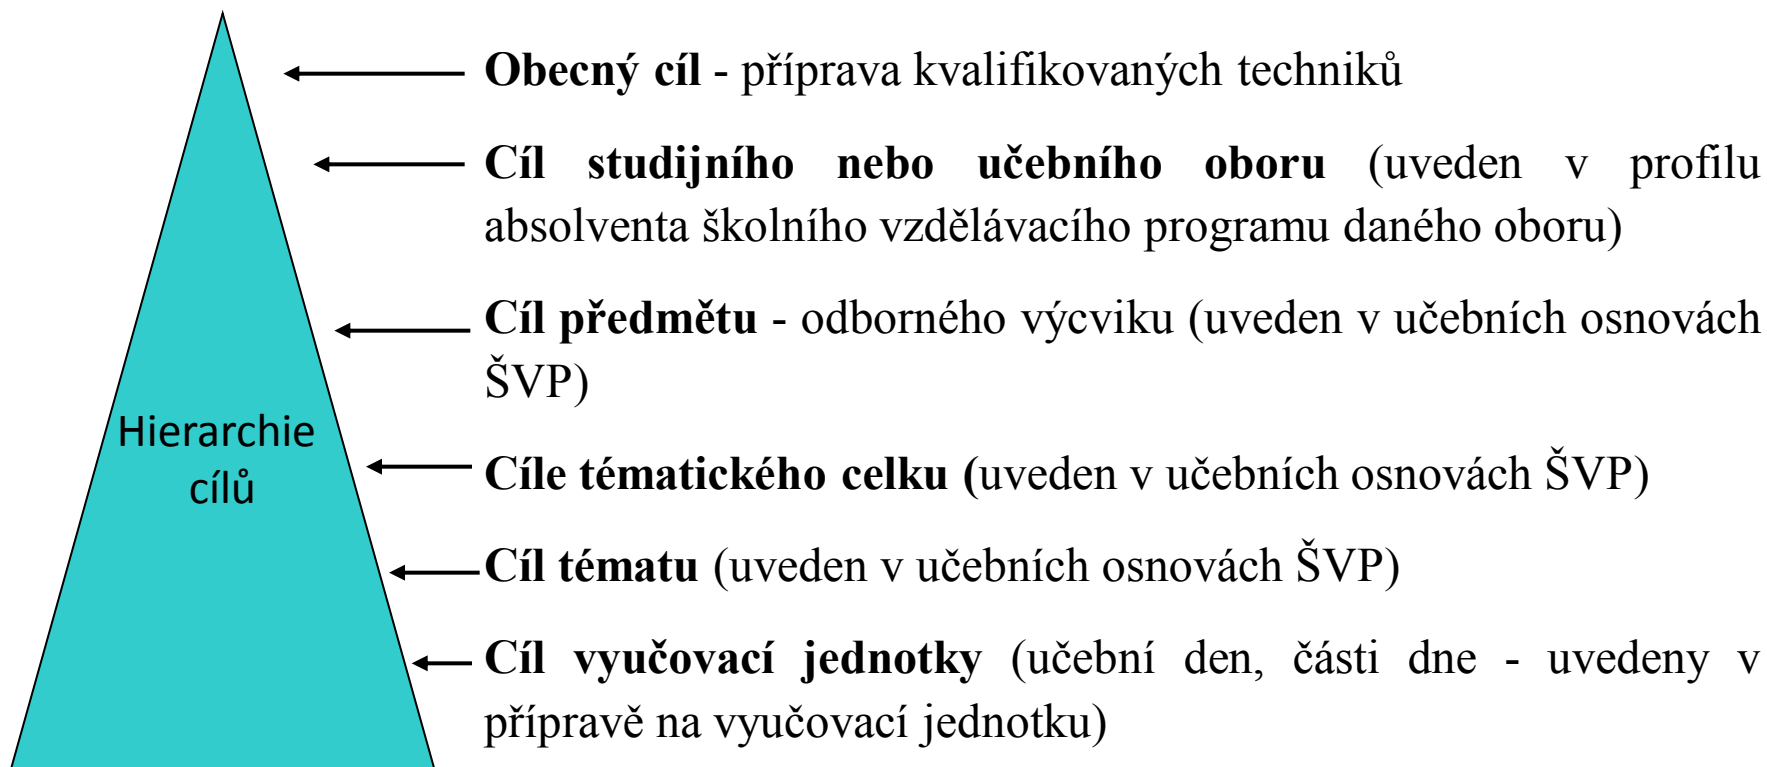 Obecný cíl - příprava kvalifikovaných techniků
Cíl studijního nebo učebního oboru (uveden v profilu
absolventa školního vzdělávacího programu daného oboru)
Cíl předmětu - odborného výcviku (uveden v učebních osnovách
ŠVP)
Hierarchie
cílů
Cíle tématického celku (uveden v učebních osnovách ŠVP)
Cíl tématu (uveden v učebních osnovách ŠVP)
Cíl vyučovací jednotky (učební den, části dne - uvedeny v
přípravě na vyučovací jednotku)